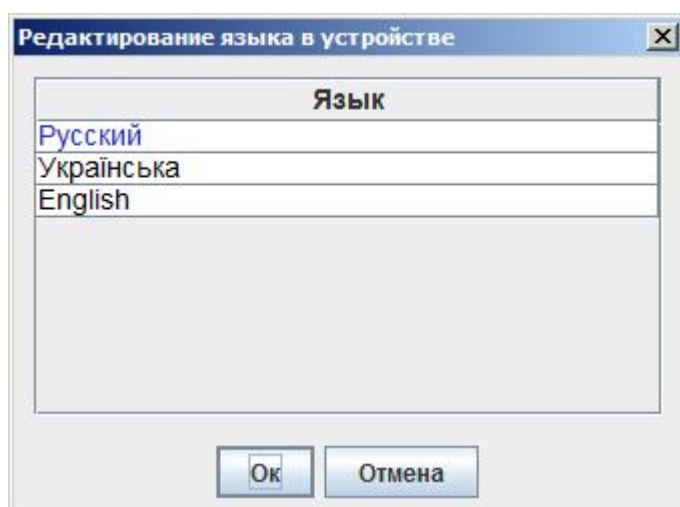 Редактирование языка в устройстве
Язык
Русский
Українська
English
Ок
Отмена